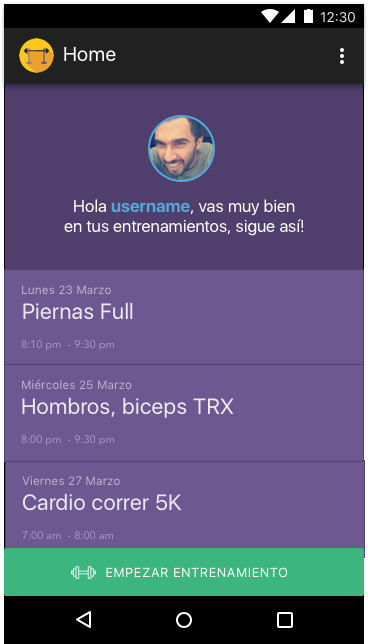 12:30
Home
Hola username, vas muy bien
en tus entrenamientos, sigue así!
Lunes 23 Marzo
Piernas Full
8:10 pm - 9:30 pm
Miércoles 25 Marzo
Hombros, biceps TRX
8:00 pm - 9:30 pm
Viernes 27 Marzo
Cardio correr 5K
7:00 am - 8:00 am
EMPEZAR ENTRENAMIENTO